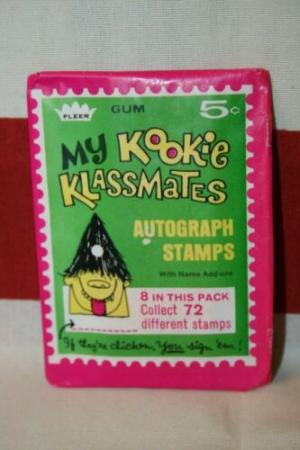 FLEER
GUM
5¢
MY KOOKIE
KLASSMATES
AUTOGRAPH
STAMPS
With Name Add-ons
8 IN THIS PACK
Collect 72
different stamps
If they're chicken, You sign 'em!